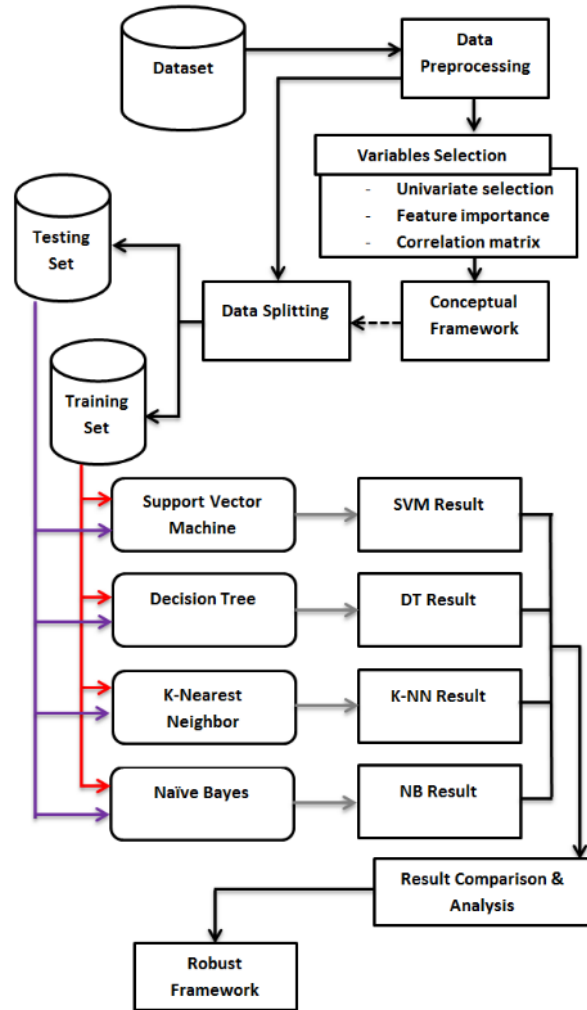 Dataset
Data
Preprocessing
Variables Selection
- Univariate selection
- Feature importance
- Correlation matrix
Testing
Set
Data Splitting
Conceptual
Framework
Training
Set
Support Vector
Machine
SVM Result
Decision Tree
DT Result
K-Nearest
Neighbor
K-NN Result
Naïve Bayes
NB Result
Result Comparison &
Analysis
Robust
Framework